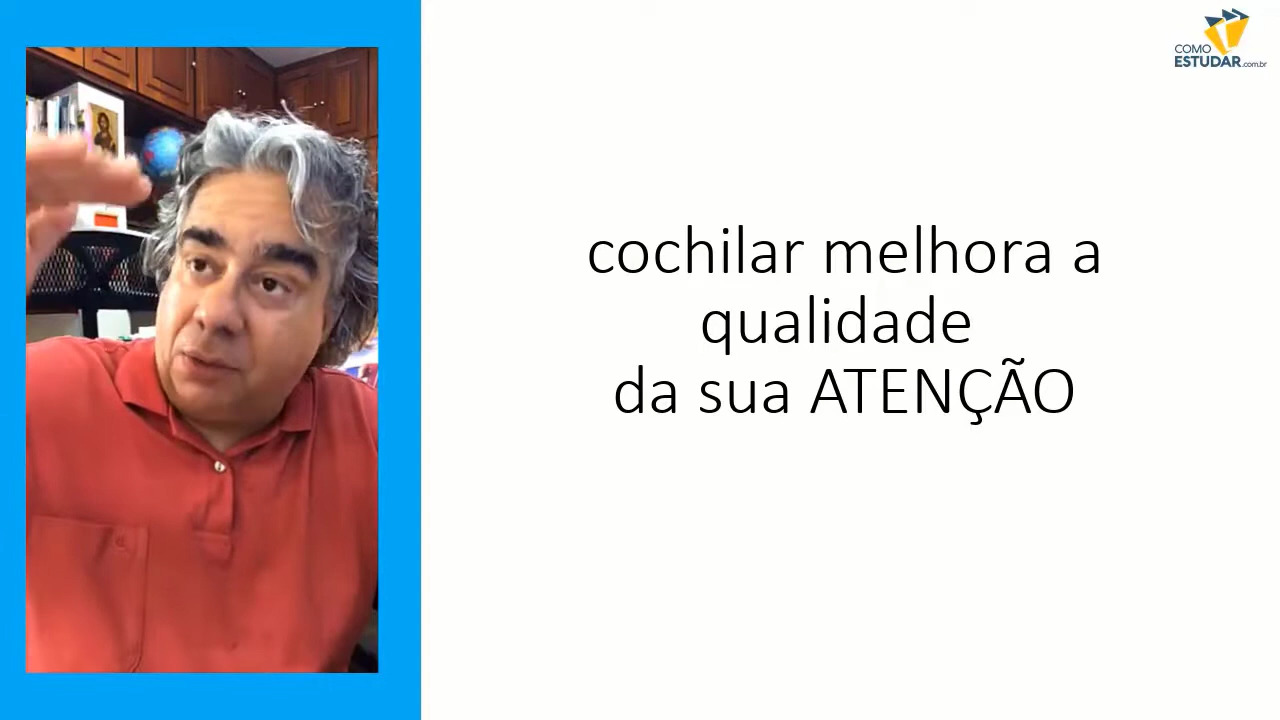 COMO
ESTUDAR.com.br
cochilar melhora a
qualidade
da sua ATENÇÃO